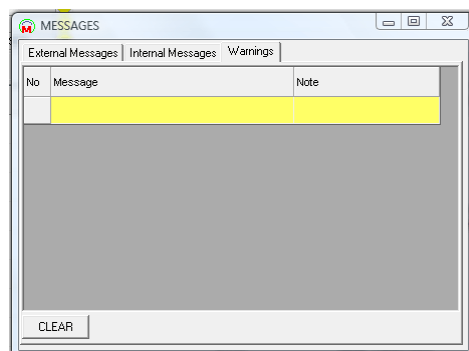 MESSAGES
External Messages Internal Messages Warnings
No Message Note
CLEAR